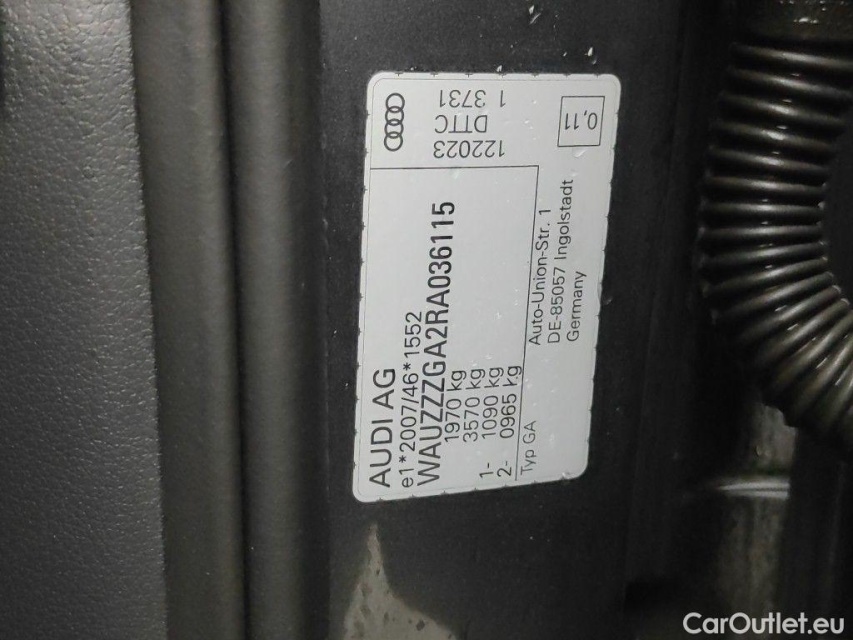 AUDI AG
e1*2007/46*1552
WAUZZZGA2RA036115
1970 kg
3570 kg
1- 1090 kg
2- 0965 kg
Typ GA
Auto-Union-Str. 1
DE-85057 Ingolstadt
Germany
122023
DTTC
1 3731
0,11
CarOutlet.eu